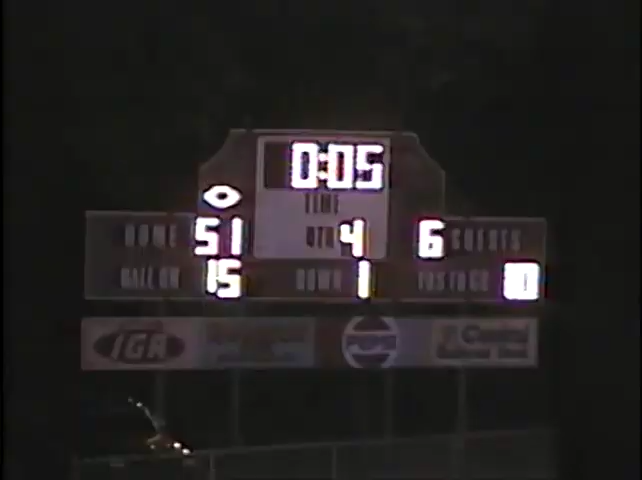 0:05
TIME
HOME 51 QTR 4 6 GUESTS
BALL ON 15 DOWN 1 YDS TO GO 10
IGA PEPSI